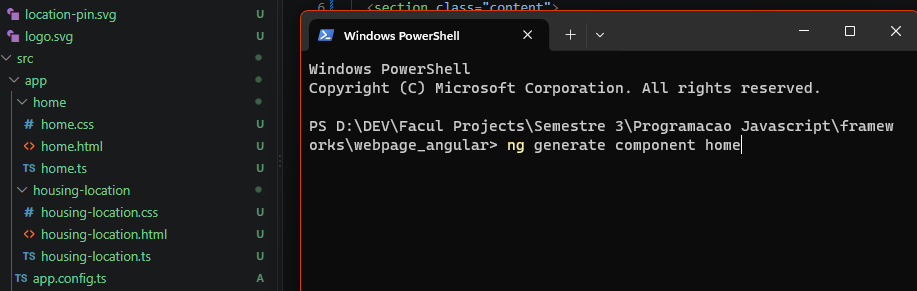 location-pin.svg U
logo.svg U
src
app
home
# home.css U
<> home.html U
TS home.ts U
housing-location
# housing-location.css U
<> housing-location.html U
TS housing-location.ts U
TS app.config.ts A
6 <section class="content">
Windows PowerShell
Windows PowerShell
Copyright (C) Microsoft Corporation. All rights reserved.
PS D:\DEV\Facul Projects\Semestre 3\Programacao Javascript\framew
orks\webpage_angular> ng generate component home